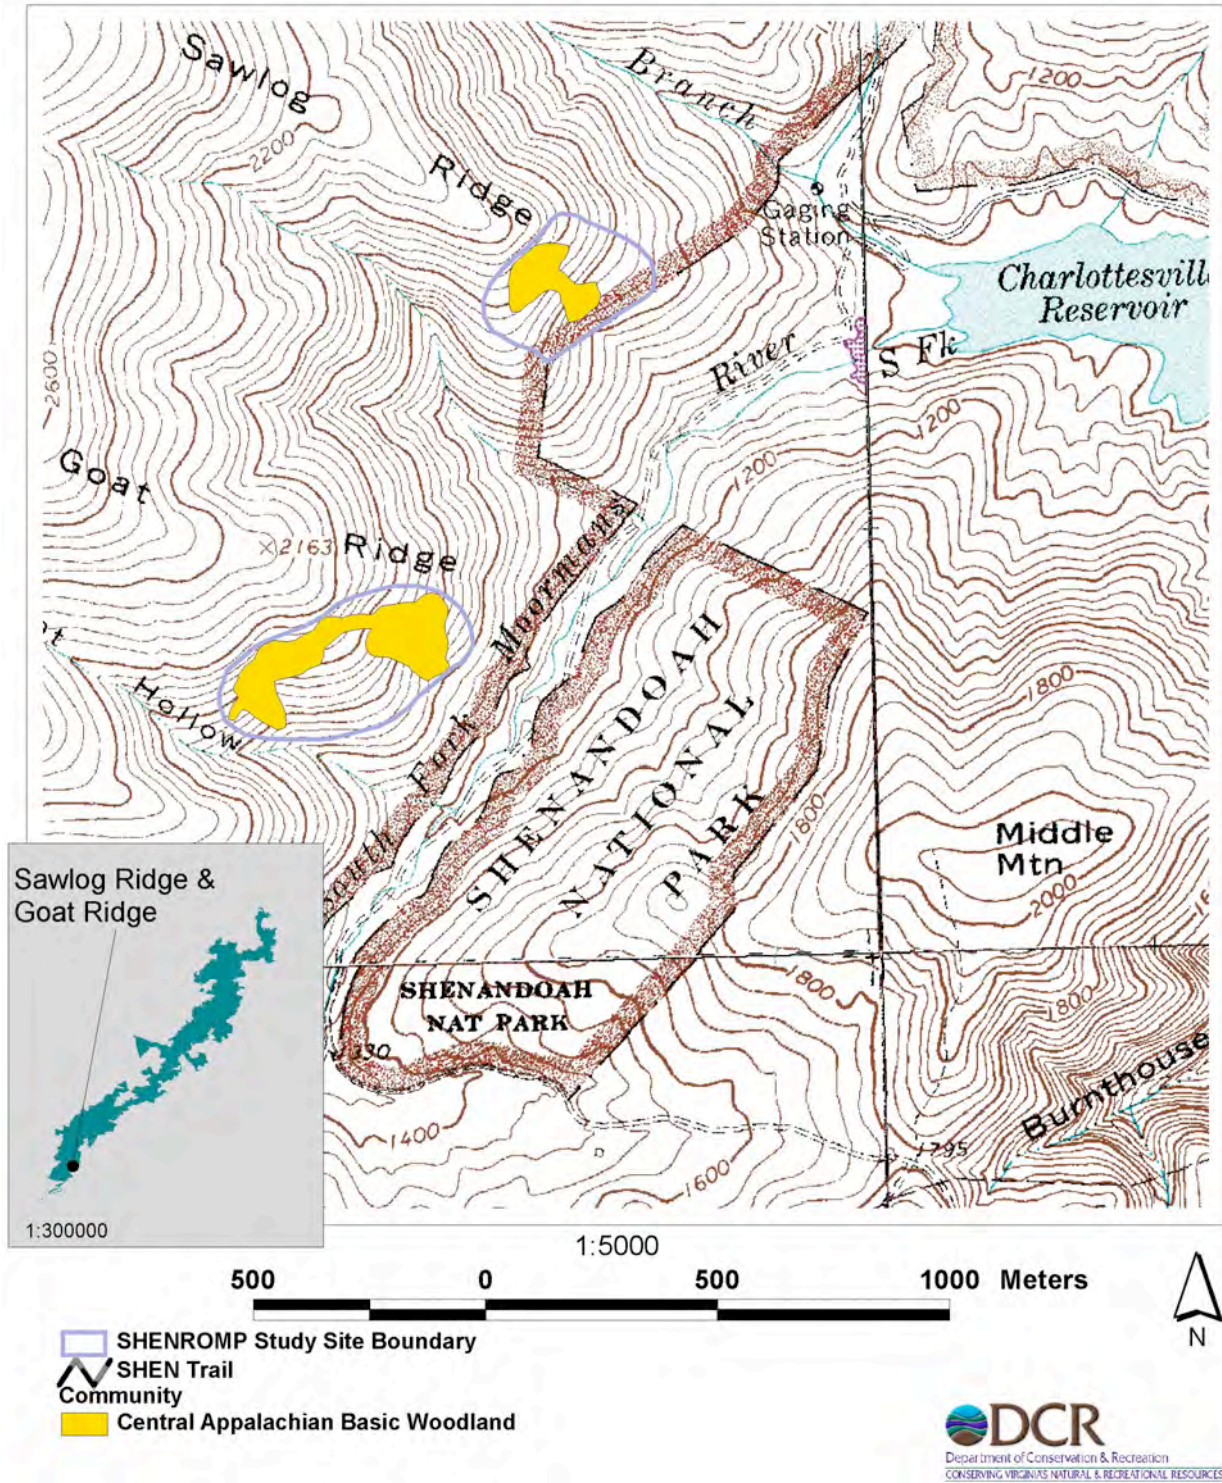 Sawlog
Ridge
2200
Branch
1200
Gaging
Station
Charlottesvill
Reservoir
River
S Fk
2600
1200
1200
Goat
Ridge
2163
Moormans
Hollow
South Fork
SHENANDOAH
NATIONAL
PARK
1800
1800
Middle
Mtn
2000
Sawlog Ridge &
Goat Ridge
1:300000
SHENANDOAH
NAT PARK
1330
1800
1800
Burnthouse
1400
1600
1795
1:5000
500 0 500 1000 Meters
N
SHENROMP Study Site Boundary
SHEN Trail
Community
Central Appalachian Basic Woodland
DCR
Department of Conservation & Recreation
CONSERVING VIRGINIA'S NATURAL & RECREATIONAL RESOURCES